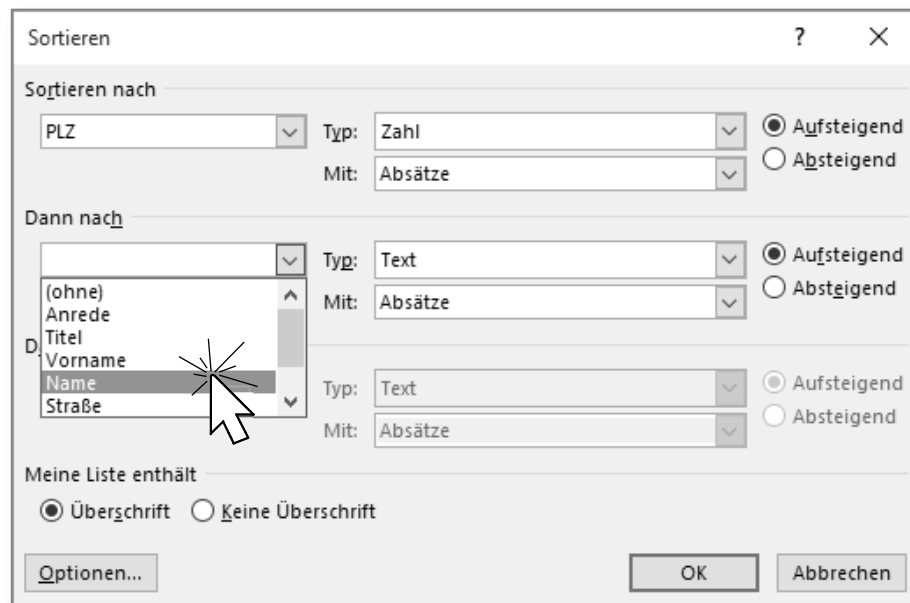 Sortieren ?
Sortieren nach
PLZ Typ: Zahl Aufsteigend
Mit: Absätze Absteigend
Dann nach
Typ: Text Aufsteigend
(ohne)
Mit: Absätze Absteigend
Anrede
Titel
D
Vorname
Name Typ: Text Aufsteigend
Straße
Mit: Absätze Absteigend
Meine Liste enthält
Überschrift Keine Überschrift
Optionen... OK Abbrechen